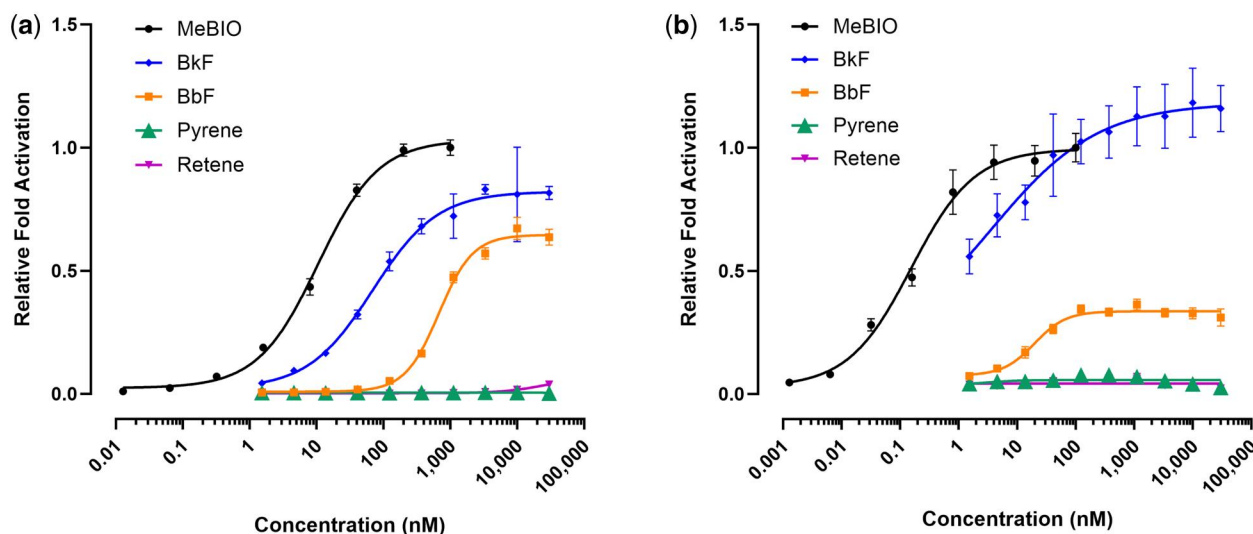 (a)
1.5
1.0
0.5
0.0
Relative Fold Activation
MeBIO
BkF
BbF
Pyrene
Retene
0.01
0.1
1
10
100
1,000
10,000
100,000
Concentration (nM)
(b)
1.5
1.0
0.5
0.0
Relative Fold Activation
MeBIO
BkF
BbF
Pyrene
Retene
0.001
0.01
0.1
1
10
100
1,000
10,000
100,000
Concentration (nM)